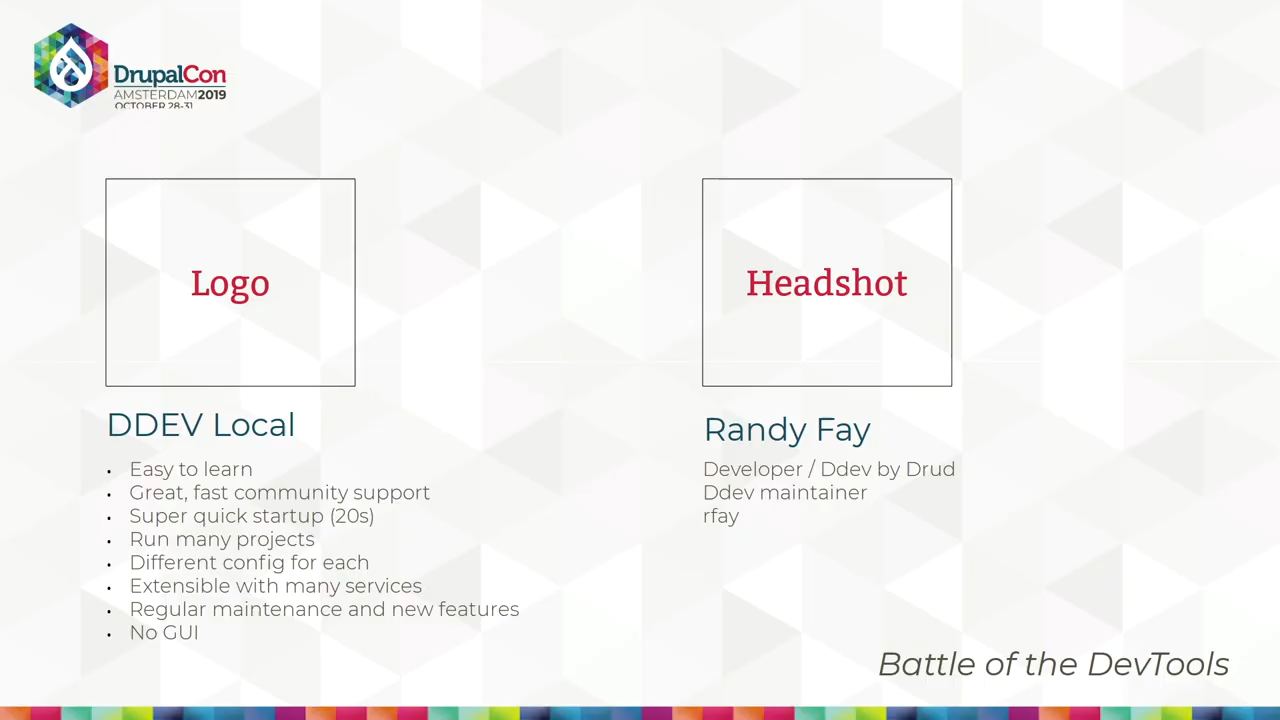 DrupalCon
AMSTERDAM2019
OCTOBER 28-31
Logo
Headshot
DDEV Local
• Easy to learn
• Great, fast community support
• Super quick startup (20s)
• Run many projects
• Different config for each
• Extensible with many services
• Regular maintenance and new features
• No GUI
Randy Fay
Developer / Ddev by Drud
Ddev maintainer
rfay
Battle of the DevTools